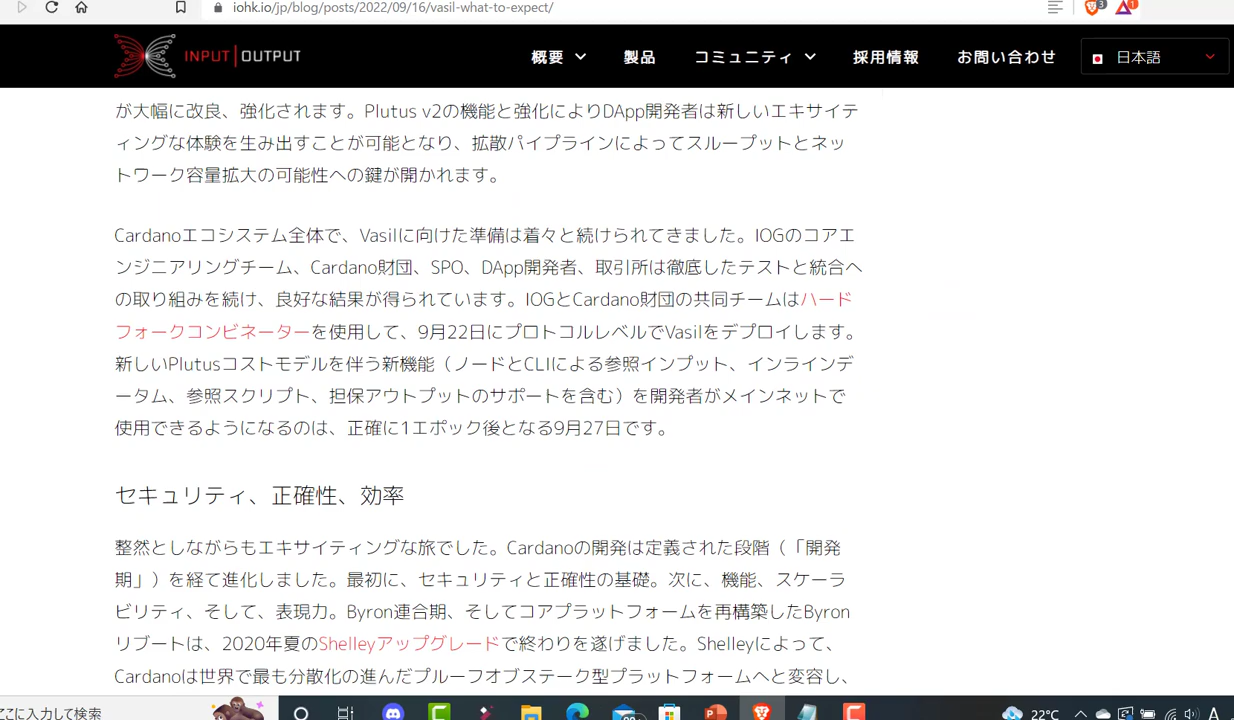 iohk.io/jp/blog/posts/2022/09/16/vasil-what-to-expect/
3
1
INPUT | OUTPUT
概要
製品
コミュニティ
採用情報
お問い合わせ
日本語
が大幅に改良、強化されます。Plutus v2の機能と強化によりDApp開発者は新しいエキサイテ
ィングな体験を生み出すことが可能となり、拡散パイプラインによってスループットとネッ
トワーク容量拡大の可能性への鍵が開かれます。
Cardanoエコシステム全体で、Vasilに向けた準備は着々と続けられてきました。IOGのコアエ
ンジニアリングチーム、Cardano財団、SPO、DApp開発者、取引所は徹底したテストと統合へ
の取り組みを続け、良好な結果が得られています。IOGとCardano財団の共同チームはハード
フォークコンビネーターを使用して、9月22日にプロトコルレベルでVasilをデプロイします。
新しいPlutusコストモデルを伴う新機能（ノードとCLIによる参照インプット、インラインデ
ータム、参照スクリプト、担保アウトプットのサポートを含む）を開発者がメインネットで
使用できるようになるのは、正確に1エポック後となる9月27日です。
セキュリティ、正確性、効率
整然としながらもエキサイティングな旅でした。Cardanoの開発は定義された段階（「開発
期」）を経て進化しました。最初に、セキュリティと正確性の基礎。次に、機能、スケーラ
ビリティ、そして、表現力。Byron連合期、そしてコアプラットフォームを再構築したByron
リブートは、2020年夏のShelleyアップグレードで終わりを遂げました。Shelleyによって、
Cardanoは世界で最も分散化の進んだプルーフオブステーク型プラットフォームへと変容し、
ここに入力して検索
22℃
A